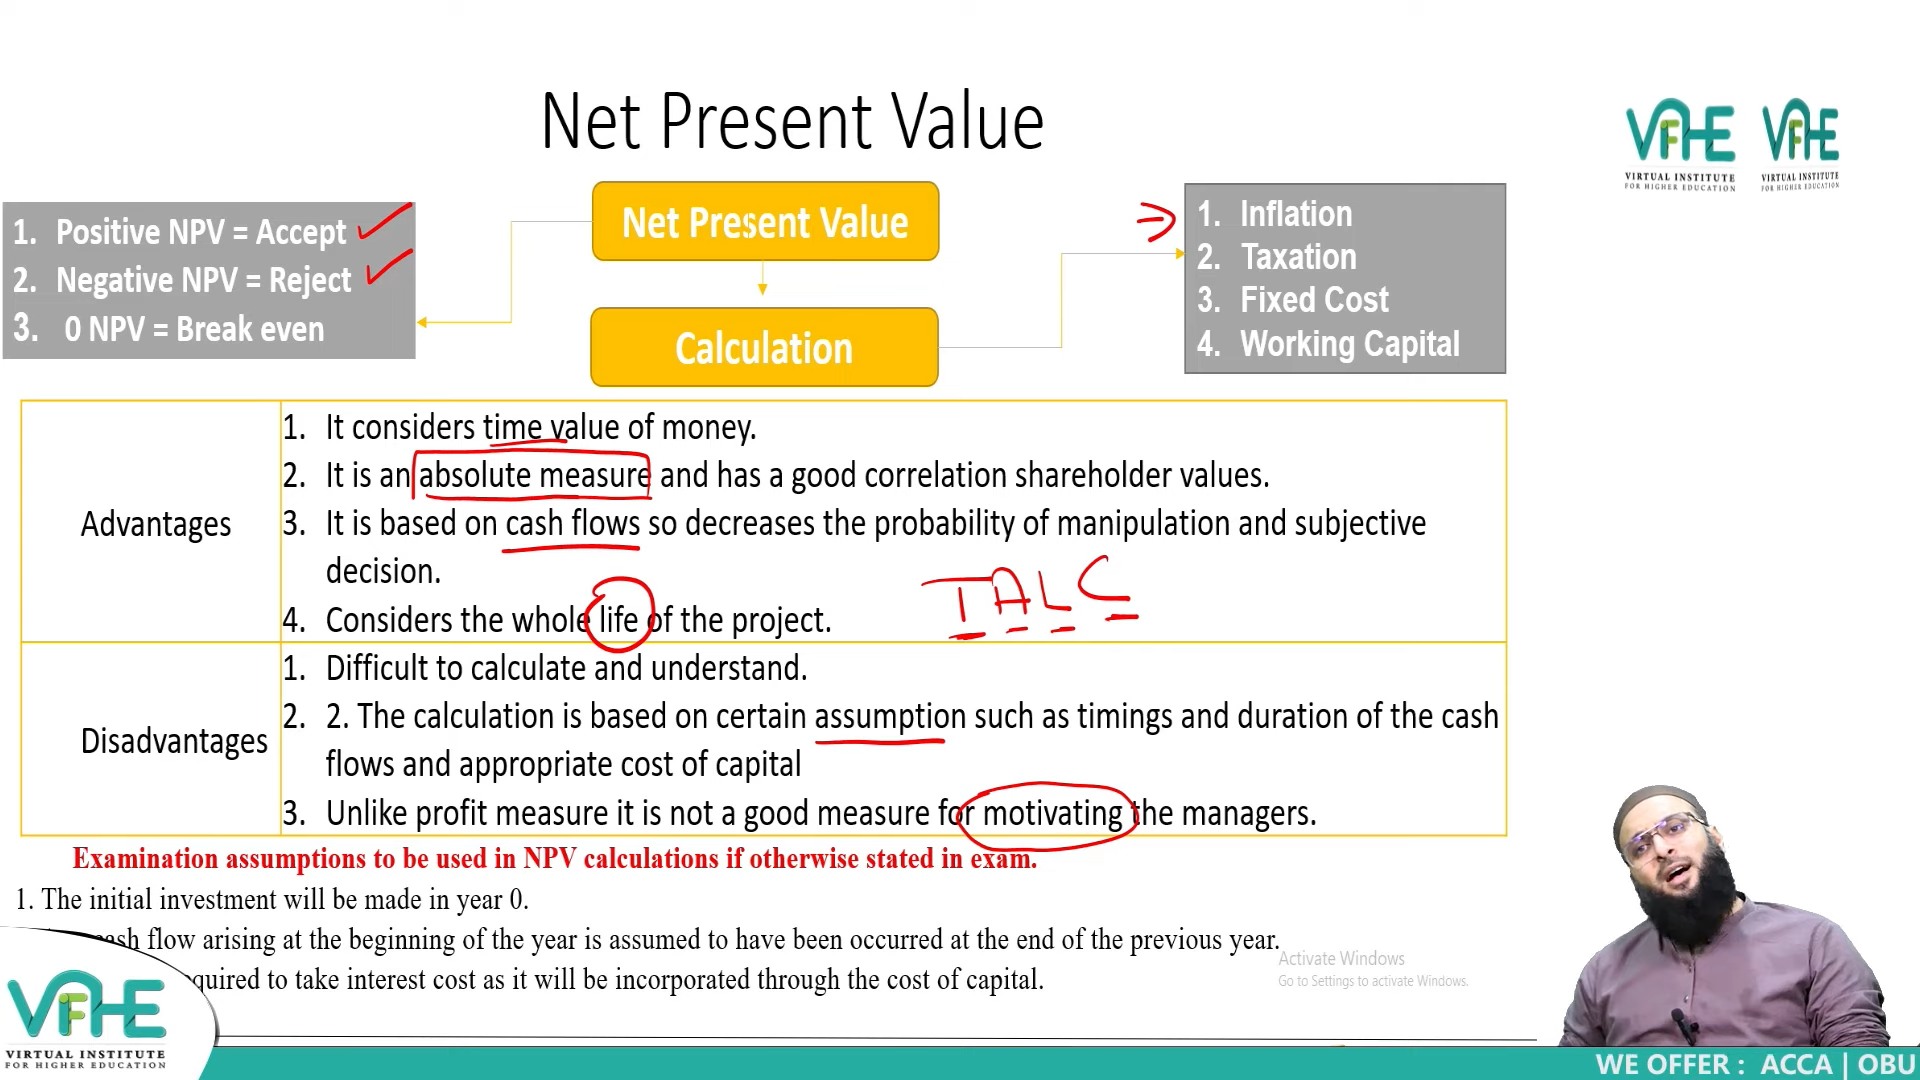 Net Present Value
VIFHE VIFHE
VIRTUAL INSTITUTE VIRTUAL INSTITUTE
FOR HIGHER EDUCATION FOR HIGHER EDUCATION
1. Positive NPV = Accept
2. Negative NPV = Reject
3. 0 NPV = Break even
Net Present Value
Calculation
1. Inflation
2. Taxation
3. Fixed Cost
4. Working Capital
Advantages
1. It considers time value of money.
2. It is an absolute measure and has a good correlation shareholder values.
3. It is based on cash flows so decreases the probability of manipulation and subjective
decision.
4. Considers the whole life of the project.
TALC
Disadvantages
1. Difficult to calculate and understand.
2. 2. The calculation is based on certain assumption such as timings and duration of the cash
flows and appropriate cost of capital
3. Unlike profit measure it is not a good measure for motivating the managers.
Examination assumptions to be used in NPV calculations if otherwise stated in exam.
1. The initial investment will be made in year 0.
flow arising at the beginning of the year is assumed to have been occurred at the end of the previous year.
to take interest cost as it will be incorporated through the cost of capital.
Activate Windows
Go to Settings to activate Windows.
VIFHE
VIRTUAL INSTITUTE
FOR HIGHER EDUCATION
WE OFFER : ACCA | OBU